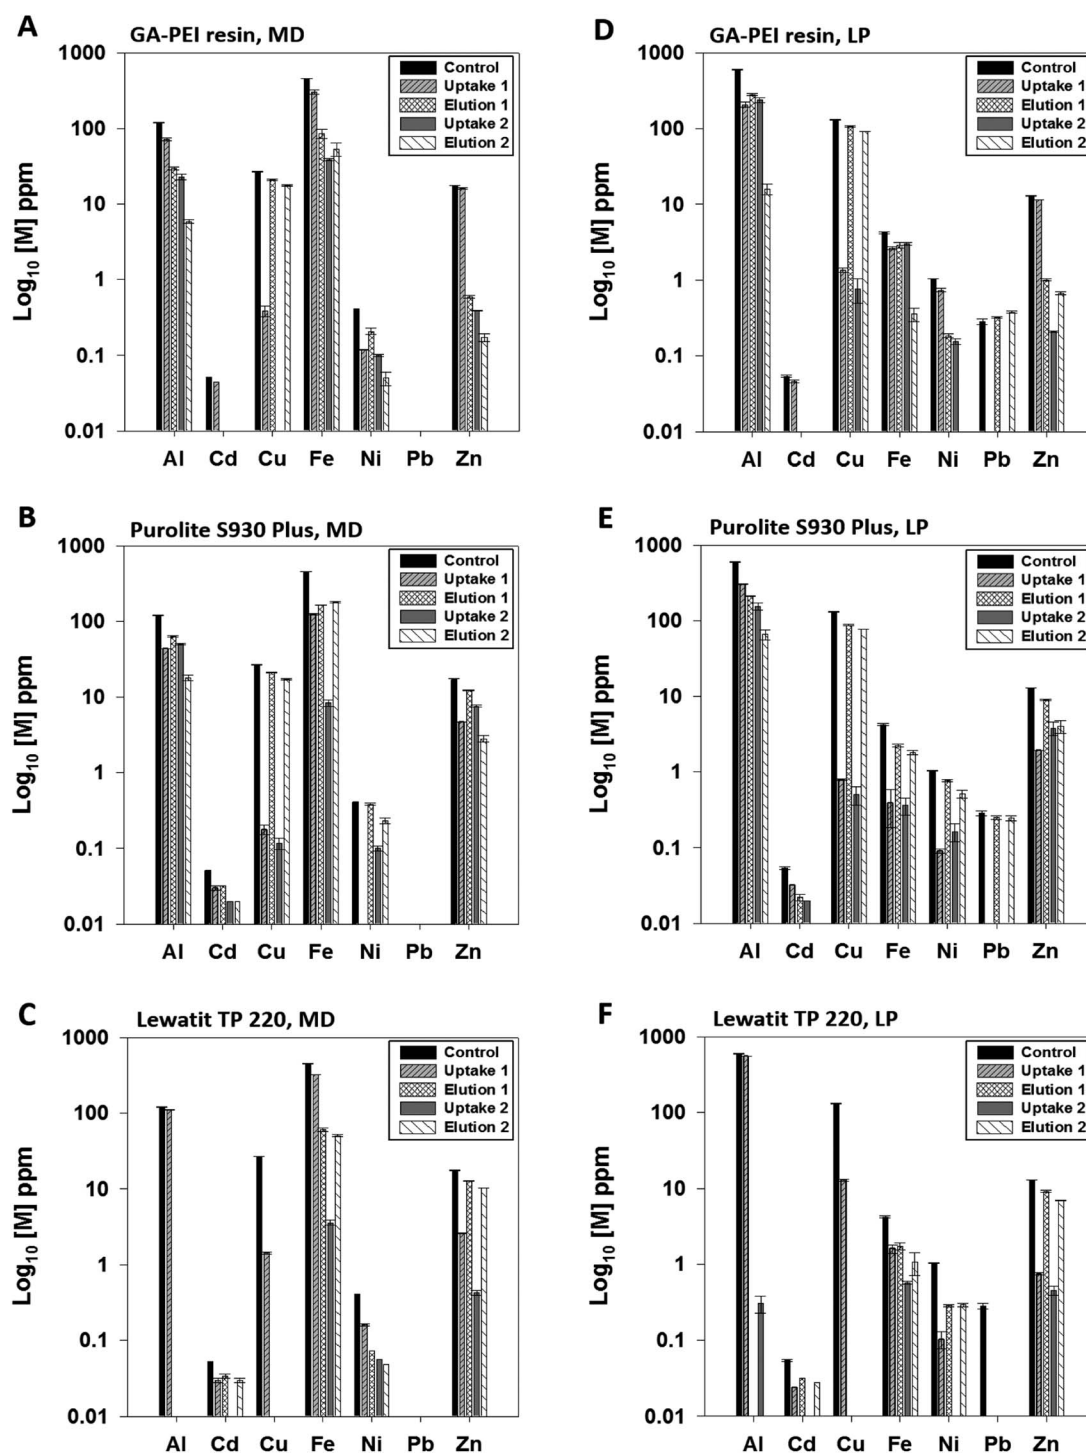 A
GA-PEI resin, MD
1000
100
10
1
0.1
0.01
Log10 [M] ppm
Control
Uptake 1
Elution 1
Uptake 2
Elution 2
Al Cd Cu Fe Ni Pb Zn
D
GA-PEI resin, LP
1000
100
10
1
0.1
0.01
Log10 [M] ppm
Control
Uptake 1
Elution 1
Uptake 2
Elution 2
Al Cd Cu Fe Ni Pb Zn
B
Purolite S930 Plus, MD
1000
100
10
1
0.1
0.01
Log10 [M] ppm
Control
Uptake 1
Elution 1
Uptake 2
Elution 2
Al Cd Cu Fe Ni Pb Zn
E
Purolite S930 Plus, LP
1000
100
10
1
0.1
0.01
Log10 [M] ppm
Control
Uptake 1
Elution 1
Uptake 2
Elution 2
Al Cd Cu Fe Ni Pb Zn
C
Lewatit TP 220, MD
1000
100
10
1
0.1
0.01
Log10 [M] ppm
Control
Uptake 1
Elution 1
Uptake 2
Elution 2
Al Cd Cu Fe Ni Pb Zn
F
Lewatit TP 220, LP
1000
100
10
1
0.1
0.01
Log10 [M] ppm
Control
Uptake 1
Elution 1
Uptake 2
Elution 2
Al Cd Cu Fe Ni Pb Zn